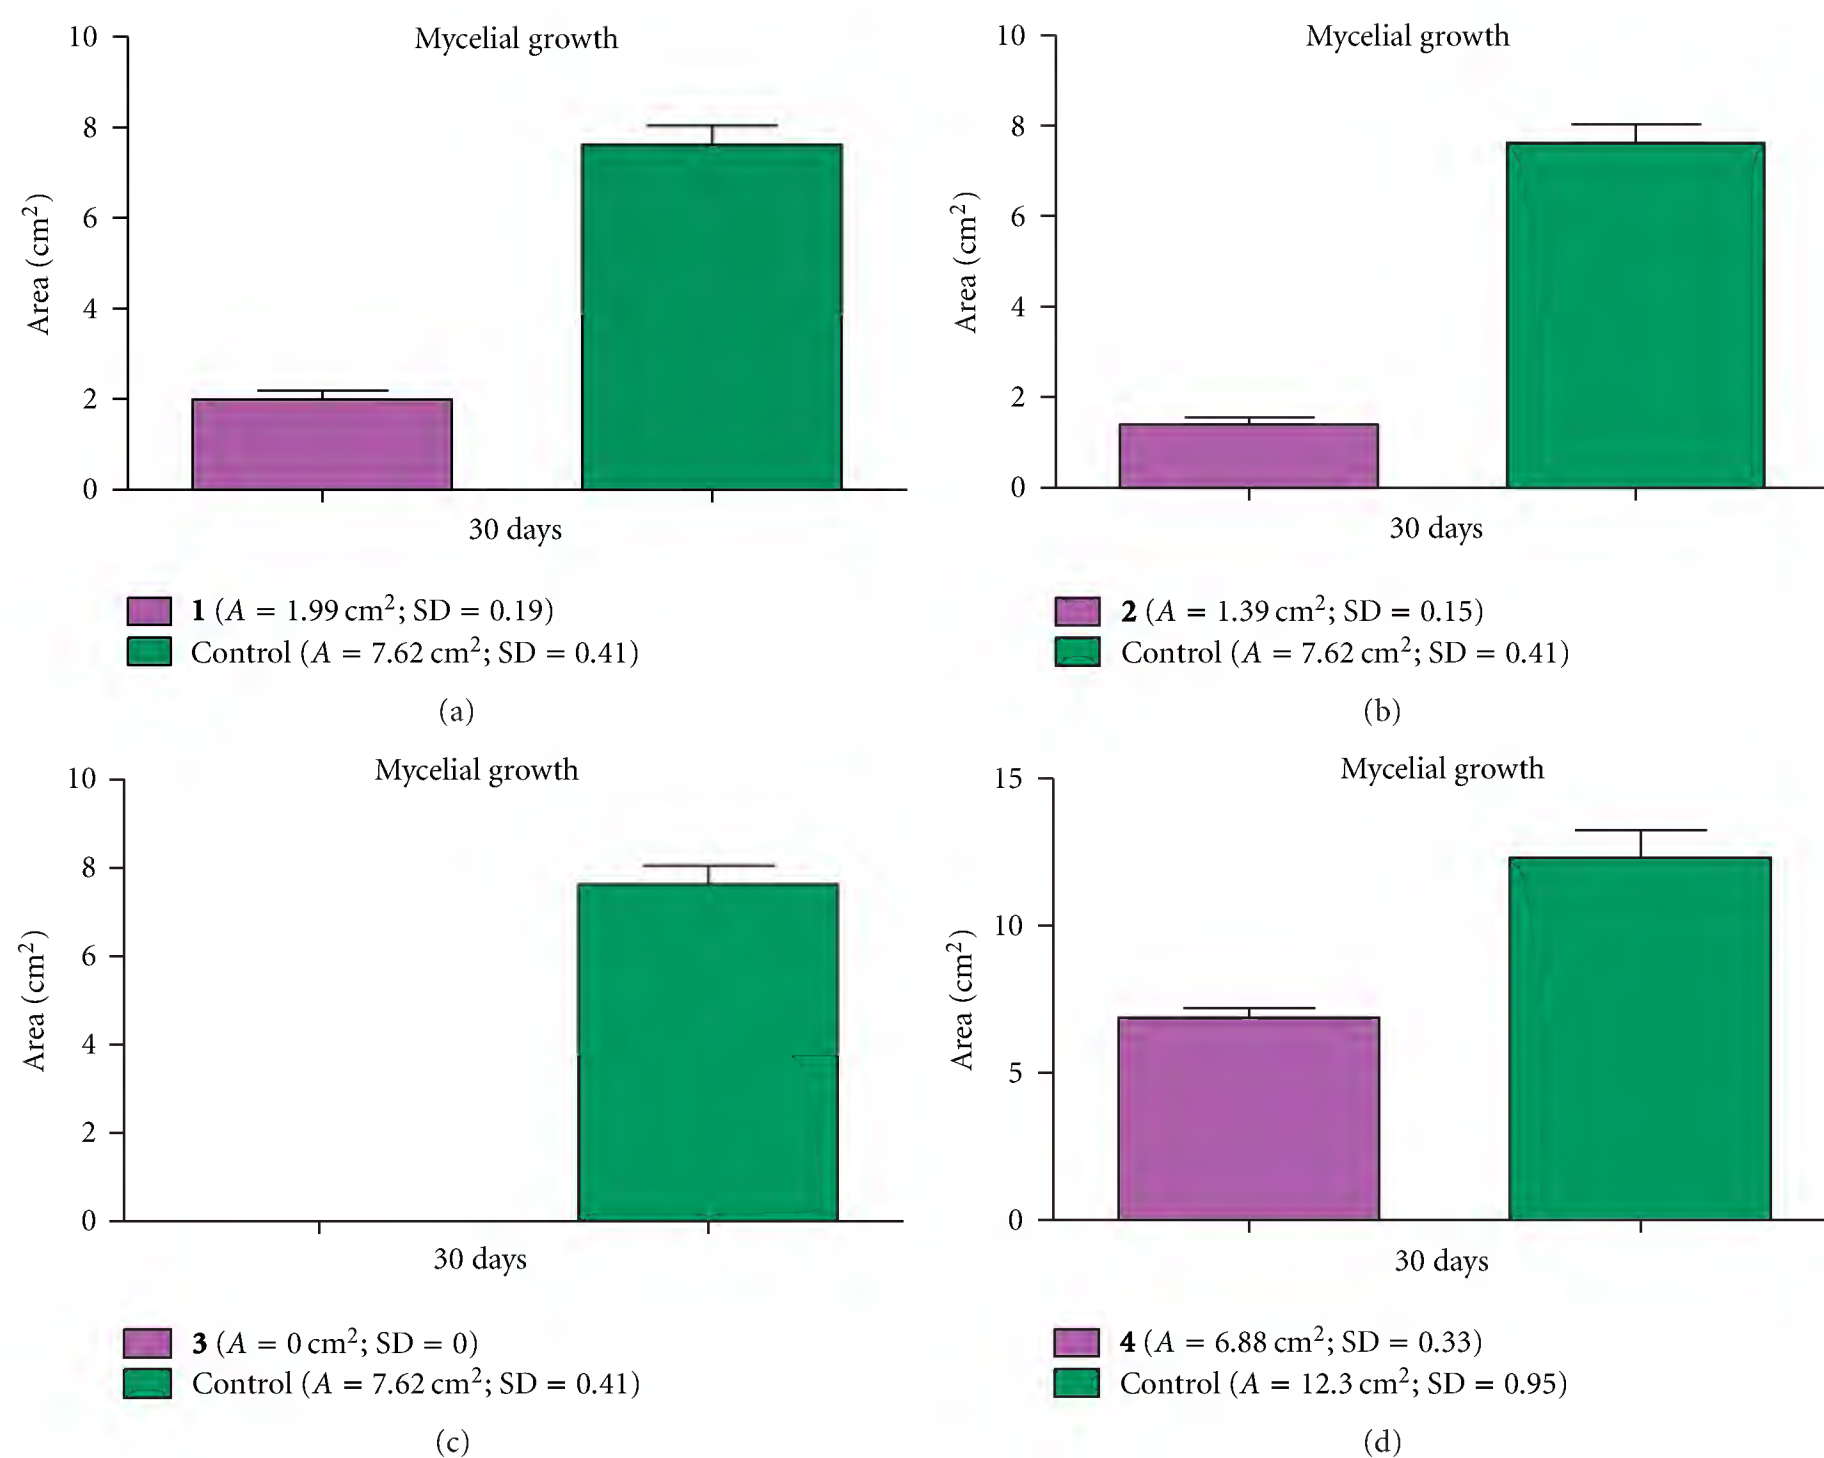 Mycelial growth
10
8
6
4
2
0
Area (cm²)
30 days
1 (A = 1.99 cm²; SD = 0.19)
Control (A = 7.62 cm²; SD = 0.41)
(a)
Mycelial growth
10
8
6
4
2
0
Area (cm²)
30 days
2 (A = 1.39 cm²; SD = 0.15)
Control (A = 7.62 cm²; SD = 0.41)
(b)
Mycelial growth
10
8
6
4
2
0
Area (cm²)
30 days
3 (A = 0 cm²; SD = 0)
Control (A = 7.62 cm²; SD = 0.41)
(c)
Mycelial growth
15
10
5
0
Area (cm²)
30 days
4 (A = 6.88 cm²; SD = 0.33)
Control (A = 12.3 cm²; SD = 0.95)
(d)